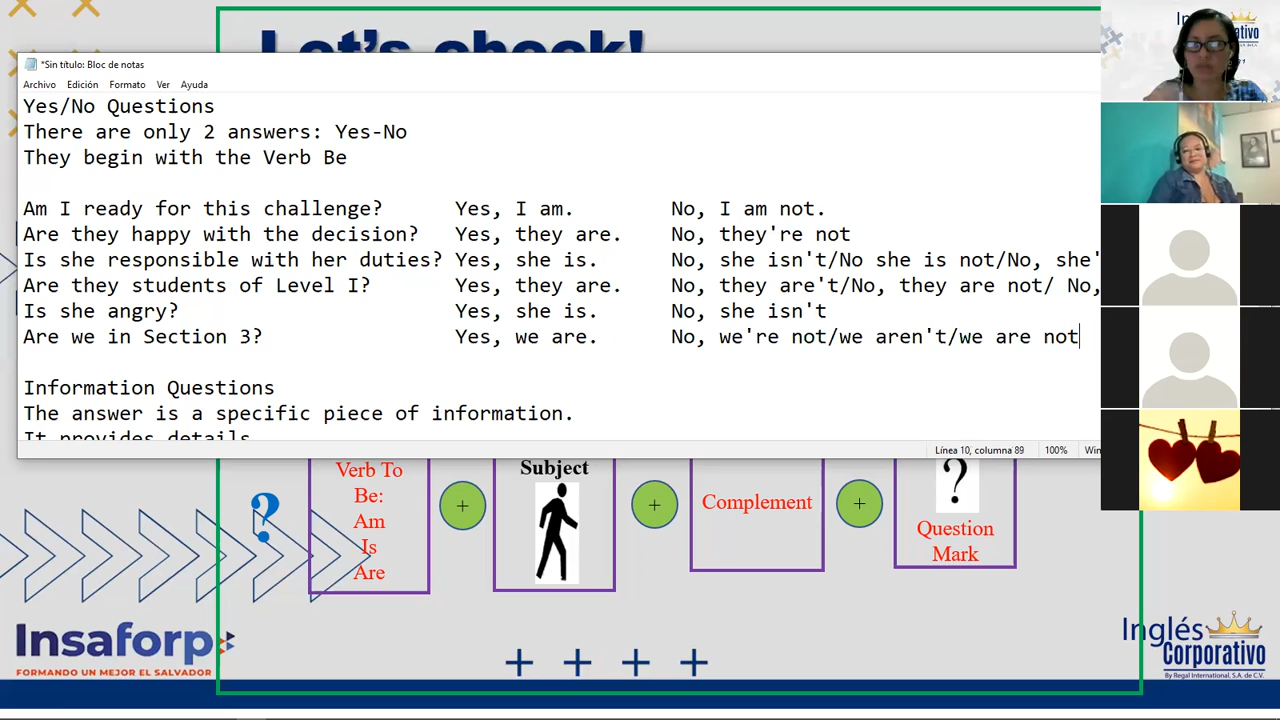 Let's check!
*Sin título: Bloc de notas
Archivo Edición Formato Ver Ayuda
Yes/No Questions
There are only 2 answers: Yes-No
They begin with the Verb Be
Am I ready for this challenge? Yes, I am. No, I am not.
Are they happy with the decision? Yes, they are. No, they're not
Is she responsible with her duties? Yes, she is. No, she isn't/No she is not/No, she'
Are they students of Level I? Yes, they are. No, they are't/No, they are not/ No,
Is she angry? Yes, she is. No, she isn't
Are we in Section 3? Yes, we are. No, we're not/we aren't/we are not
Information Questions
The answer is a specific piece of information.
It provides details
Línea 10, columna 89 100% Win
?
Verb To
Be:
Am
Is
Are
+
Subject
+
Complement
+
?
Question
Mark
Insaforp
FORMANDO UN MEJOR EL SALVADOR
Inglés
Corporativo
By Regal International, S.A. de C.V.